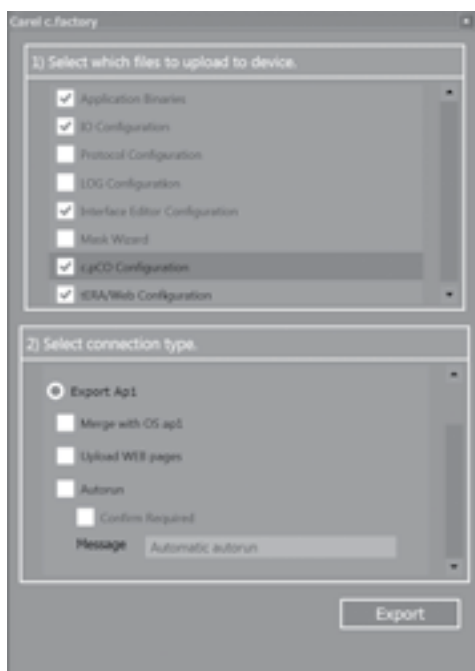 Carel c.factory
1) Select which files to upload to device.
Application Binaries
IO Configuration
Protocol Configuration
LOG Configuration
Interface Editor Configuration
Mask Wizard
c.pCO Configuration
tERA/Web Configuration
2) Select connection type.
Export Ap1
Merge with OS ap1
Upload WEB pages
Autorun
Confirm Required
Message Automatic autorun
Export